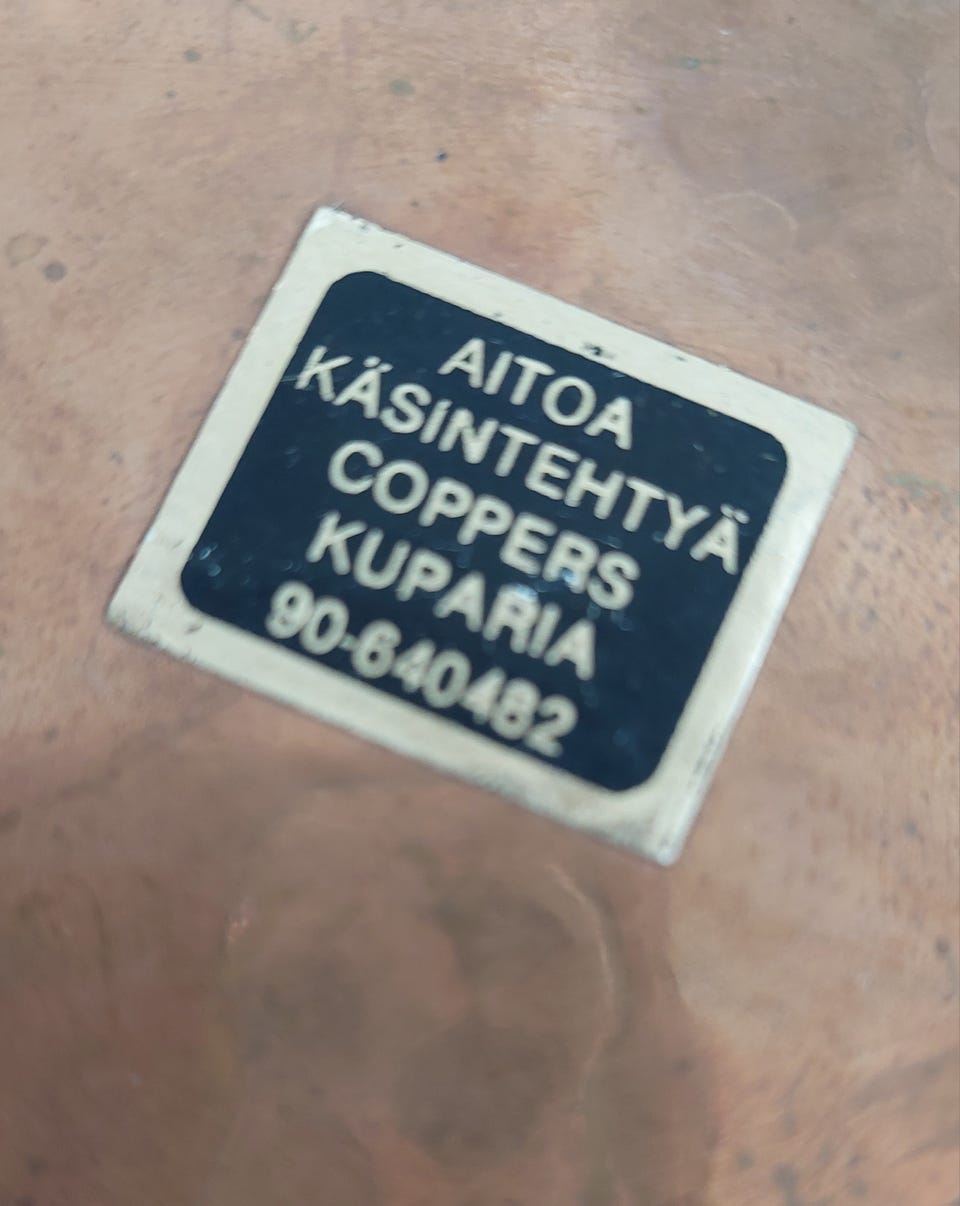 AITOA
KÄSINTEHTYÄ
COPPERS
KUPARIA
90-640482